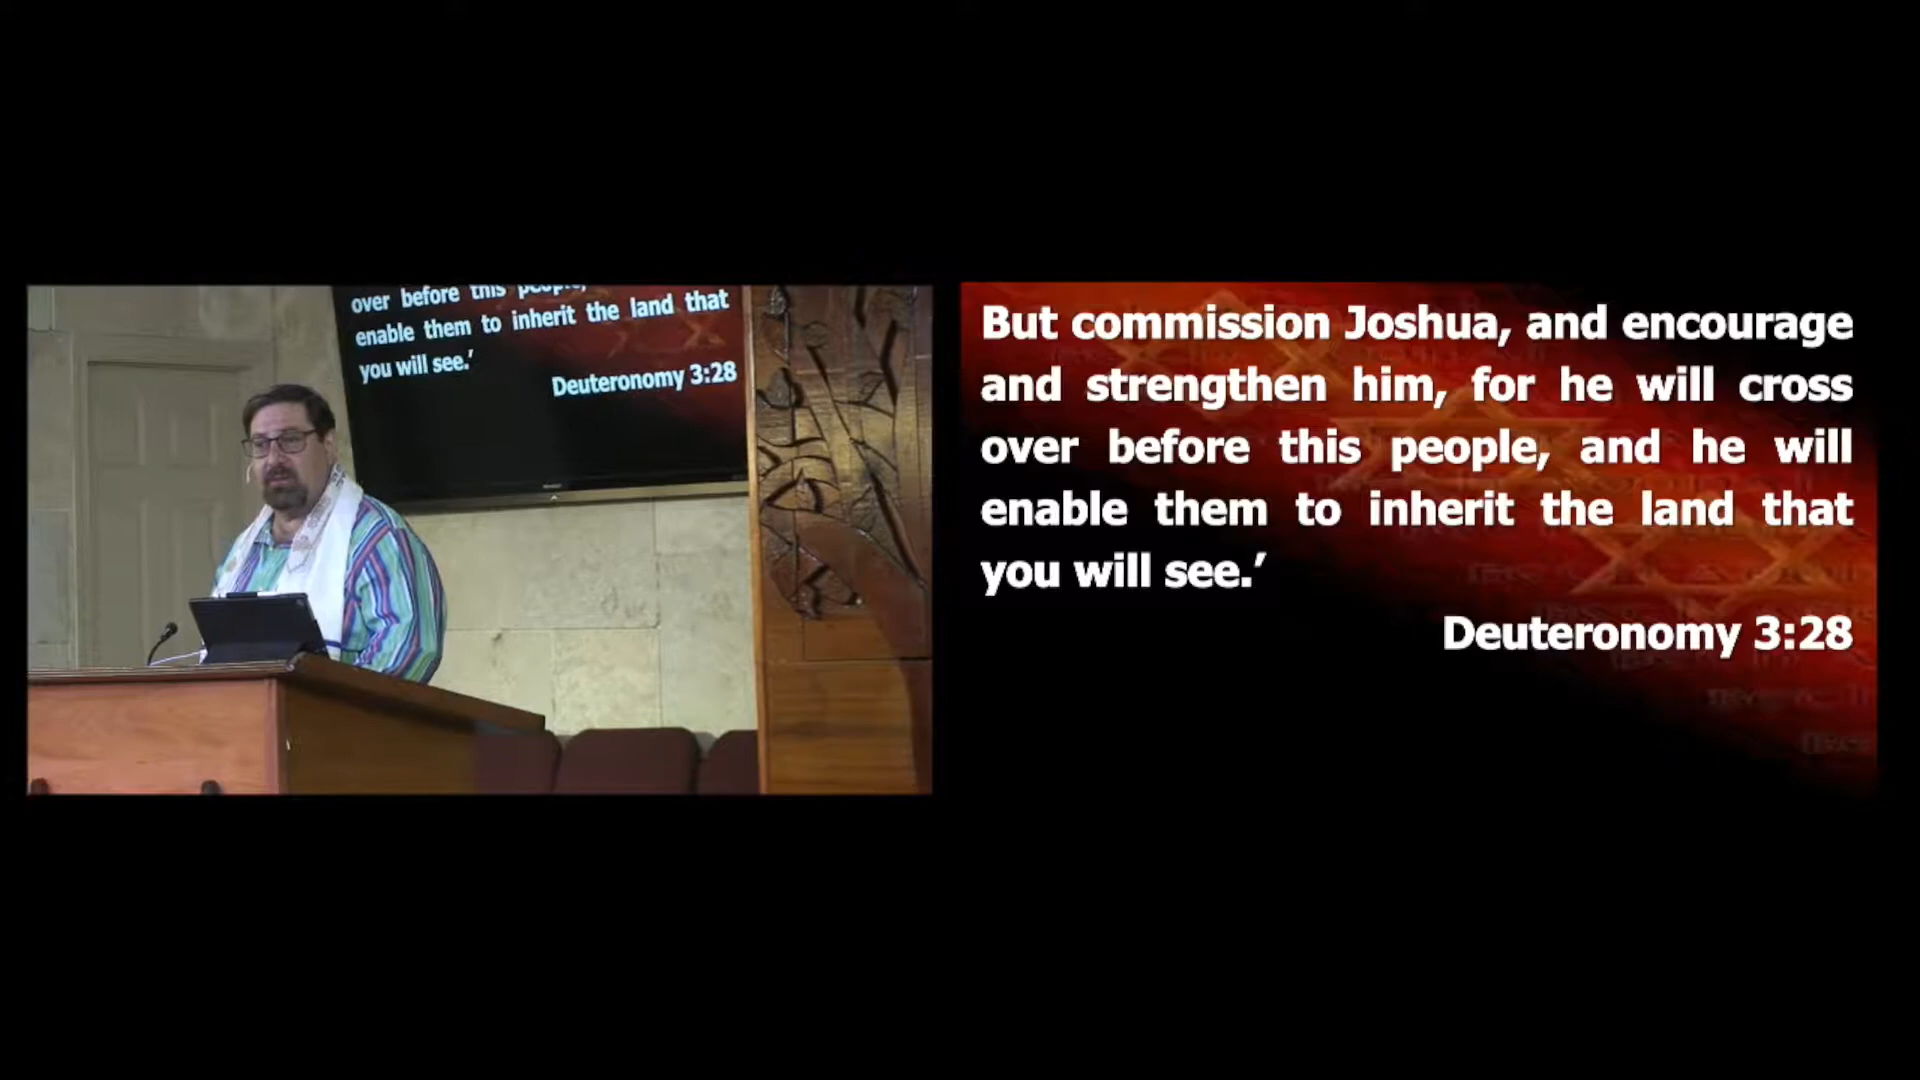 over before this people,
enable them to inherit the land that
you will see.’
Deuteronomy 3:28
But commission Joshua, and encourage
and strengthen him, for he will cross
over before this people, and he will
enable them to inherit the land that
you will see.’
Deuteronomy 3:28